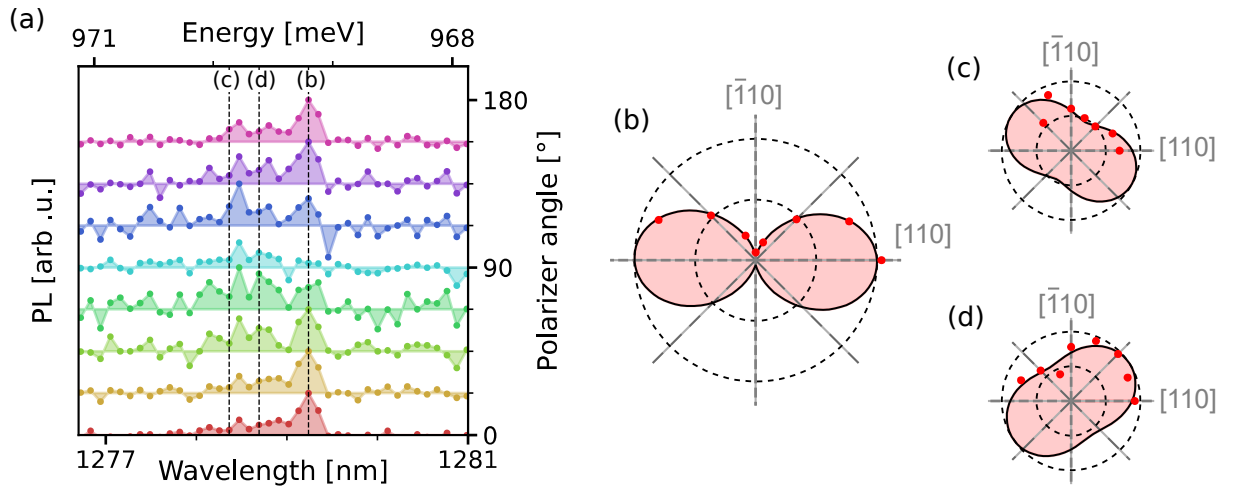 (a)
Energy [meV]
971
968
(c) (d) (b)
180
90
0
PL [arb .u.]
Polarizer angle [°]
1277
1281
Wavelength [nm]
(b)
[1̅10]
[110]
(c)
[1̅10]
[110]
(d)
[1̅10]
[110]